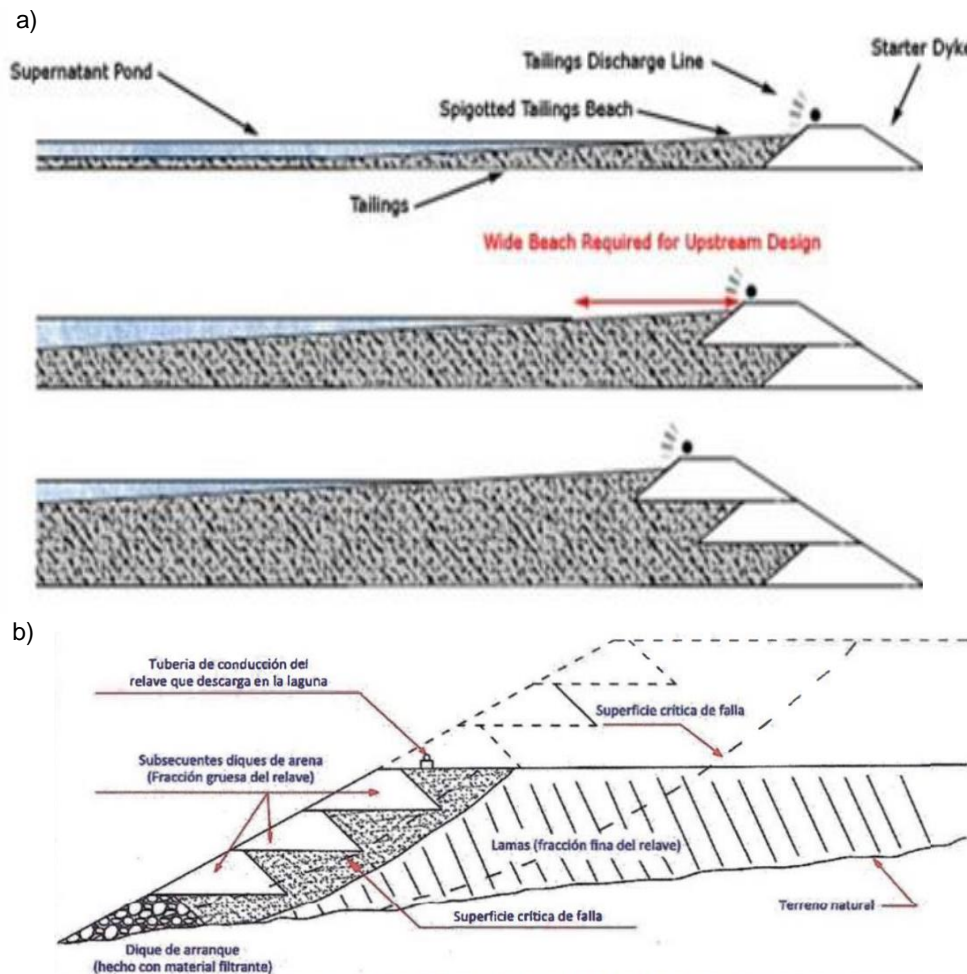 a)
Supernatant Pond
Tailings Discharge Line
Starter Dyke
Spigotted Tailings Beach
Tailings
Wide Beach Required for Upstream Design
b)
Tuberia de conducción del
relave que descarga en la laguna
Superficie crítica de falla
Subsecuentes diques de arena
(Fracción gruesa del relave)
Lamas (fracción fina del relave)
Terreno natural
Superficie crítica de falla
Dique de arranque
(hecho con material filtrante)